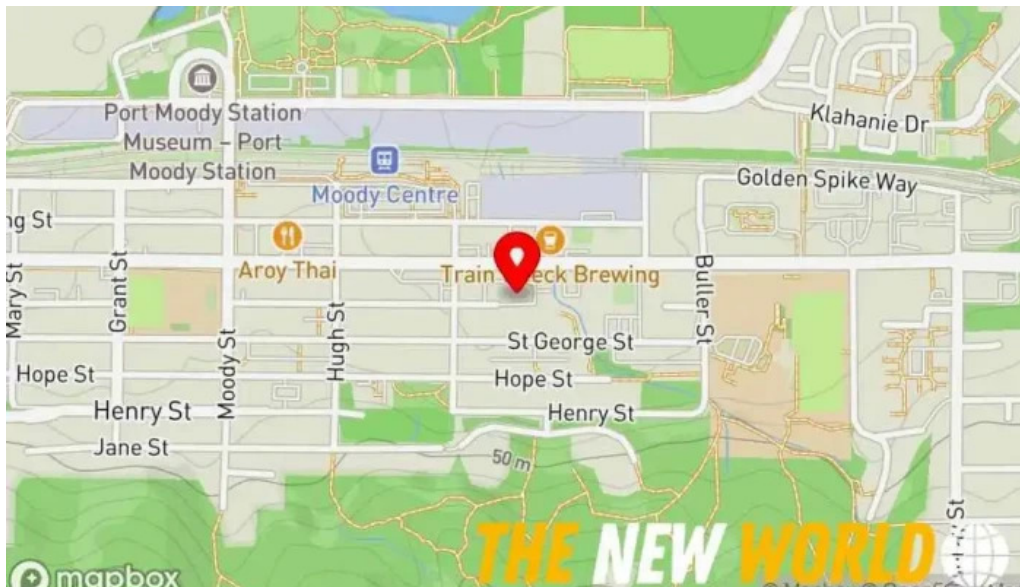 Klahanie Dr
Port Moody Station
Museum – Port
Moody Station
Moody Centre
Golden Spike Way
ng St
Aroy Thai
Train eck Brewing
Mary St
Grant St
Moody St
Hugh St
Buller St
St George St
Hope St
Hope St
Henry St
Henry St
Jane St
50 m
THE NEW WORLD
mapbox